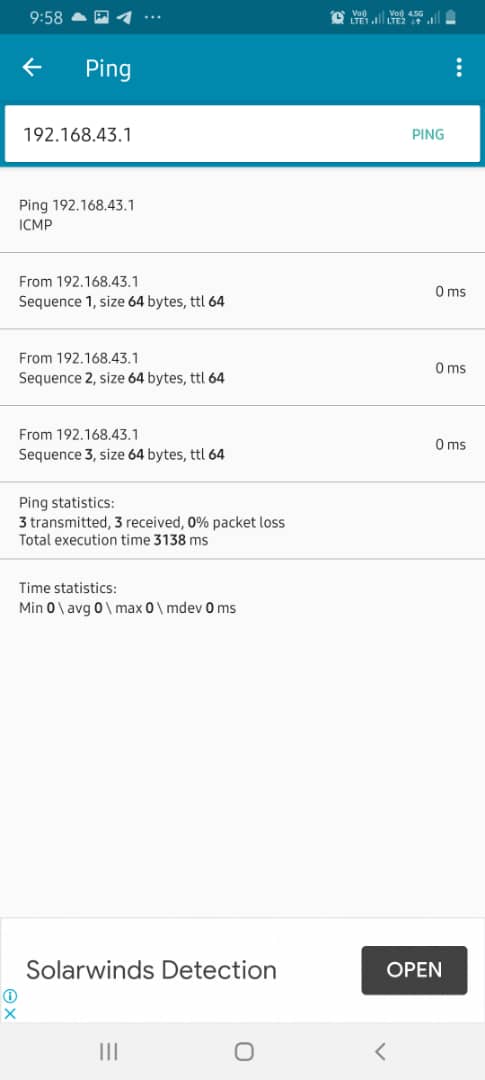 9:58
Vo)) LTE1 Vo)) 4.5G LTE2
Ping
192.168.43.1 PING
Ping 192.168.43.1
ICMP
From 192.168.43.1
Sequence 1, size 64 bytes, ttl 64
0 ms
From 192.168.43.1
Sequence 2, size 64 bytes, ttl 64
0 ms
From 192.168.43.1
Sequence 3, size 64 bytes, ttl 64
0 ms
Ping statistics:
3 transmitted, 3 received, 0% packet loss
Total execution time 3138 ms
Time statistics:
Min 0 \ avg 0 \ max 0 \ mdev 0 ms
Solarwinds Detection
OPEN